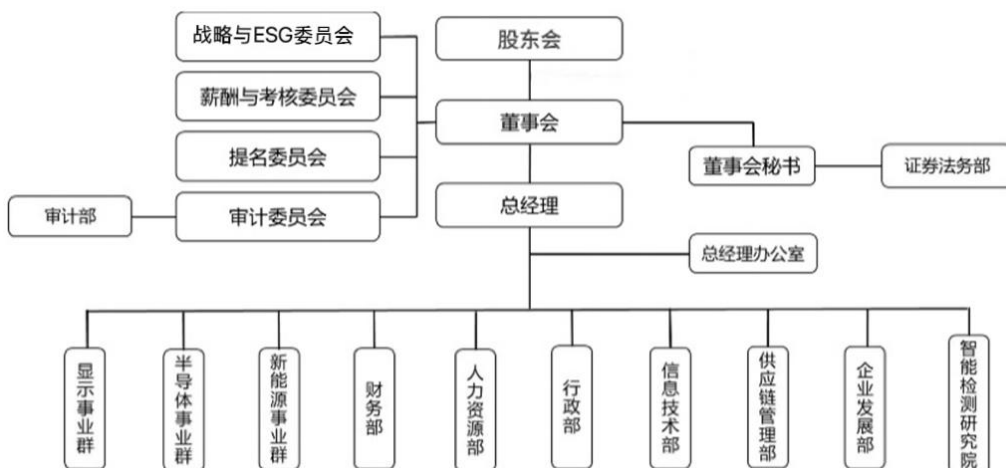 战略与ESG委员会
股东会
薪酬与考核委员会
董事会
提名委员会
董事会秘书
证券法务部
审计部
审计委员会
总经理
总经理办公室
显示事业群
半导体事业群
新能源事业群
财务部
人力资源部
行政部
信息技术部
供应链管理部
企业发展部
智能检测研究院